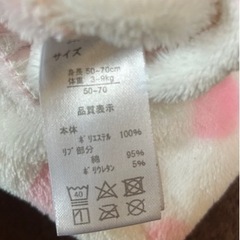 サイズ
身長 50-70cm
体重 3-9kg
50-70
品質表示
本体
ポリエステル 100%
リブ部分
綿 95%
ポリウレタン 5%
40